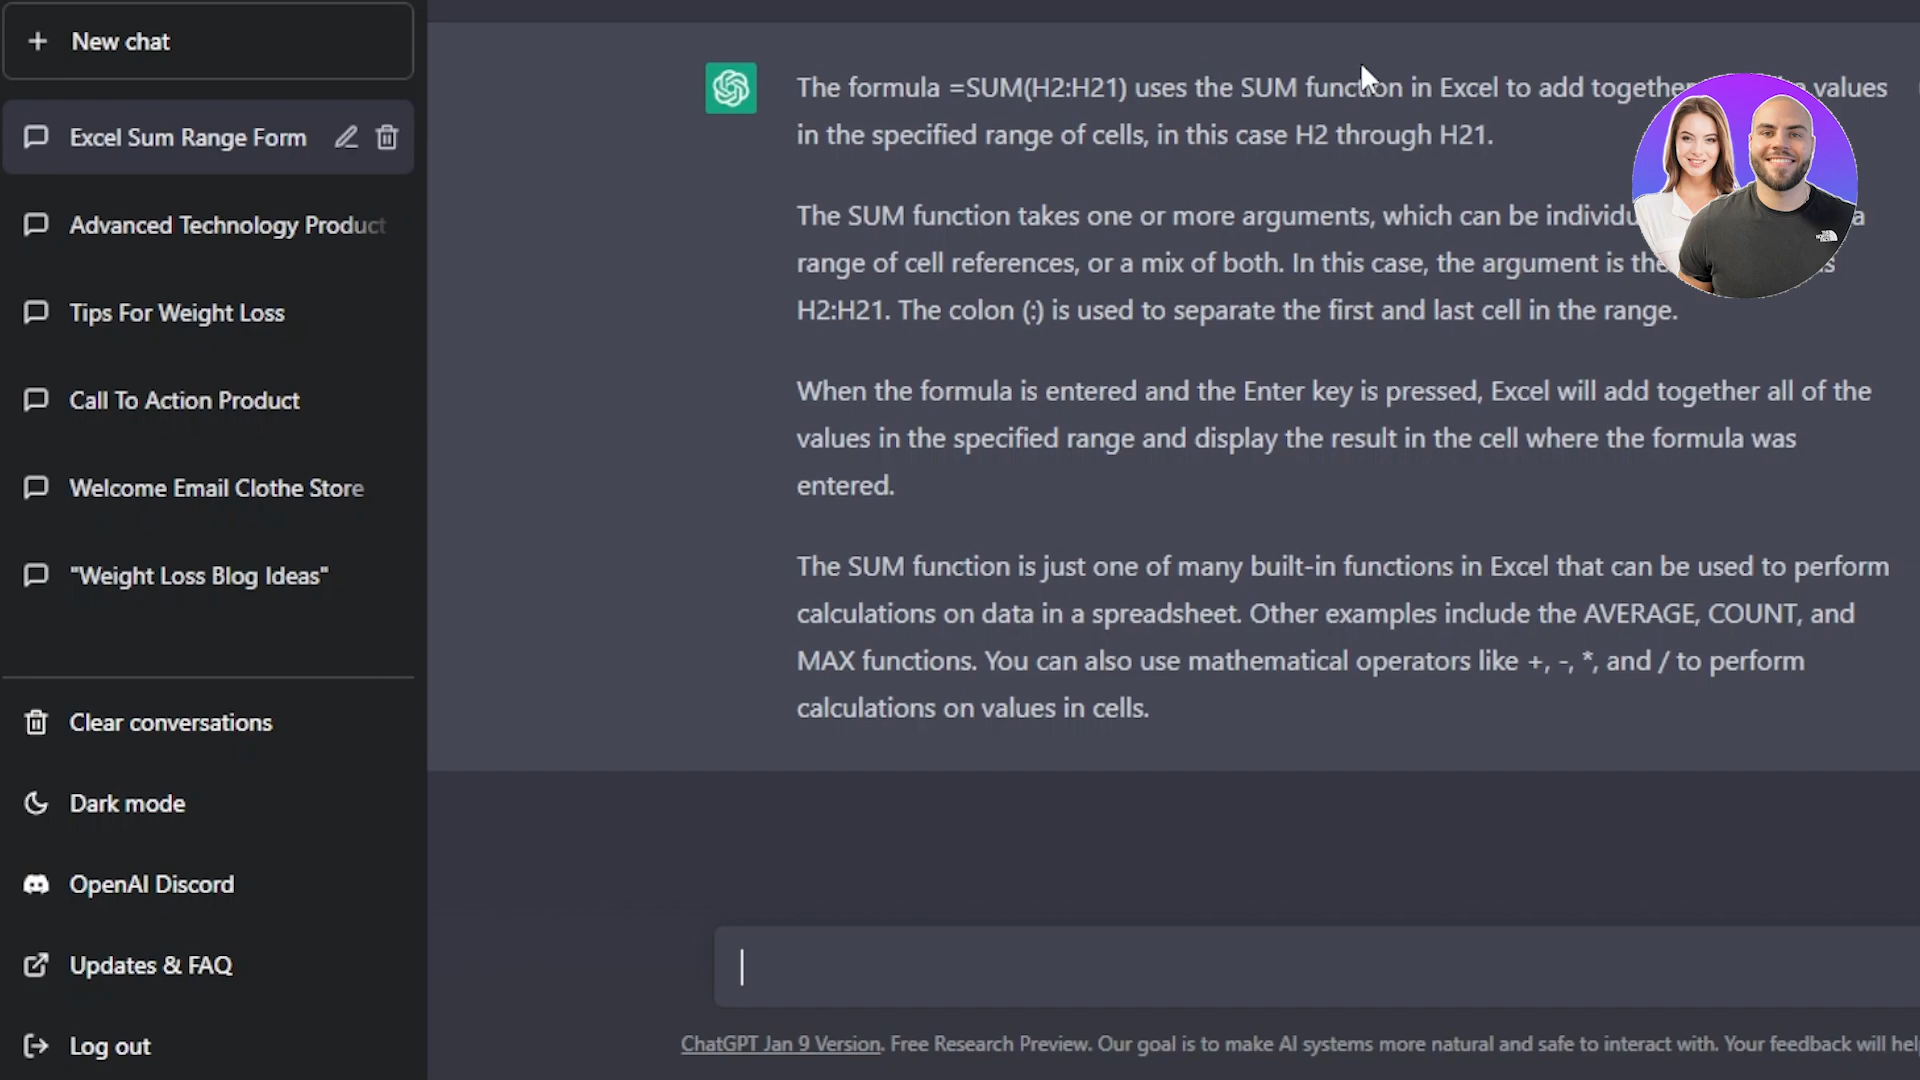 New chat
Excel Sum Range Form
Advanced Technology Product
Tips For Weight Loss
Call To Action Product
Welcome Email Clothe Store
"Weight Loss Blog Ideas"
Clear conversations
Dark mode
OpenAI Discord
Updates & FAQ
Log out
The formula =SUM(H2:H21) uses the SUM function in Excel to add together values
in the specified range of cells, in this case H2 through H21.
The SUM function takes one or more arguments, which can be a
range of cell references, or a mix of both. In this case, the argument is
H2:H21. The colon (:) is used to separate the first and last cell in the range.
When the formula is entered and the Enter key is pressed, Excel will add together all of the
values in the specified range and display the result in the cell where the formula was
entered.
The SUM function is just one of many built-in functions in Excel that can be used to perform
calculations on data in a spreadsheet. Other examples include the AVERAGE, COUNT, and
MAX functions. You can also use mathematical operators like +, -, *, and / to perform
calculations on values in cells.
ChatGPT Jan 9 Version. Free Research Preview. Our goal is to make AI systems more natural and safe to interact with. Your feedback will